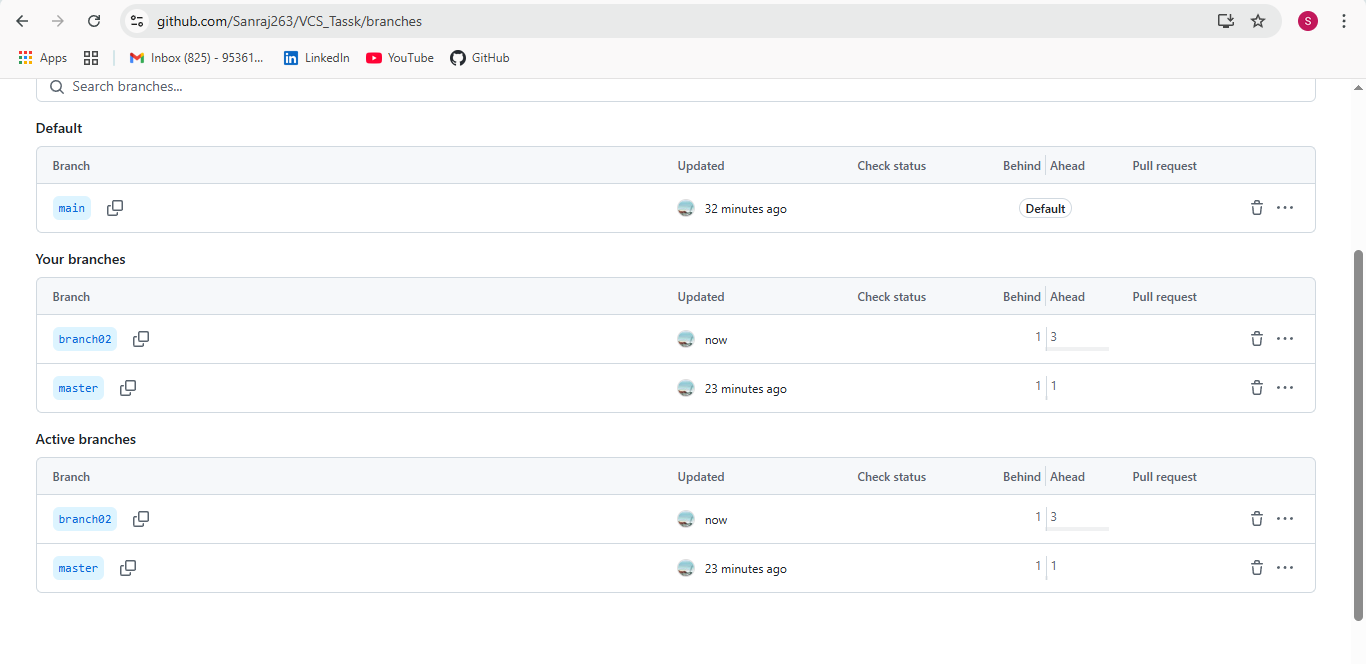 github.com/Sanraj263/VCS_Tassk/branches
S
Apps Inbox (825) - 95361... LinkedIn YouTube GitHub
Search branches...
Default
Branch Updated Check status Behind Ahead Pull request
main 32 minutes ago Default
Your branches
Branch Updated Check status Behind Ahead Pull request
branch02 now 1 3
master 23 minutes ago 1 1
Active branches
Branch Updated Check status Behind Ahead Pull request
branch02 now 1 3
master 23 minutes ago 1 1